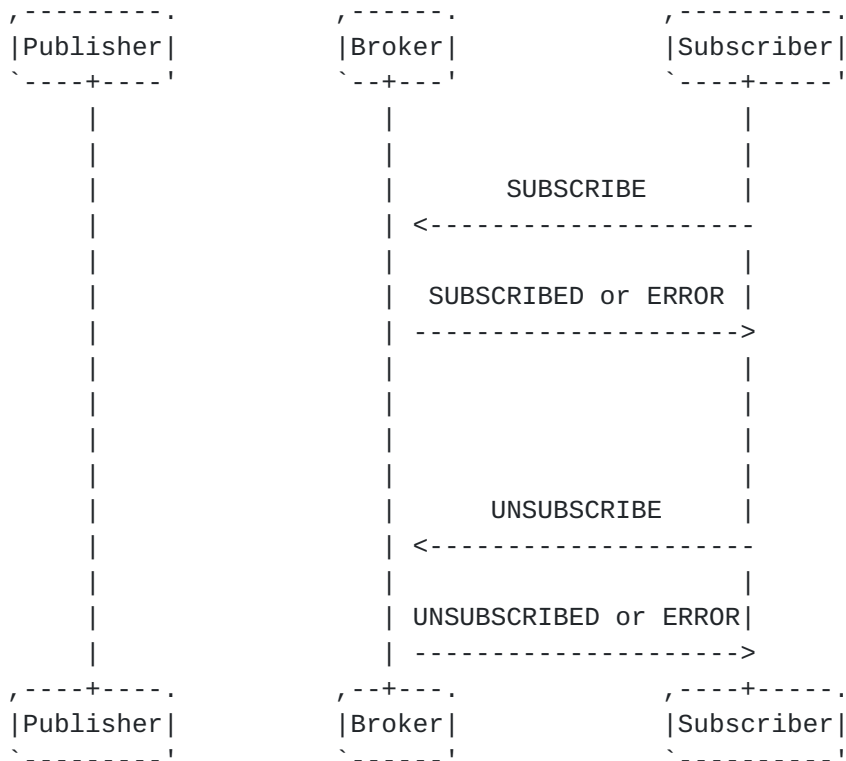 Publisher Broker Subscriber
SUBSCRIBE
SUBSCRIBED or ERROR
UNSUBSCRIBE
UNSUBSCRIBED or ERROR
Publisher Broker Subscriber